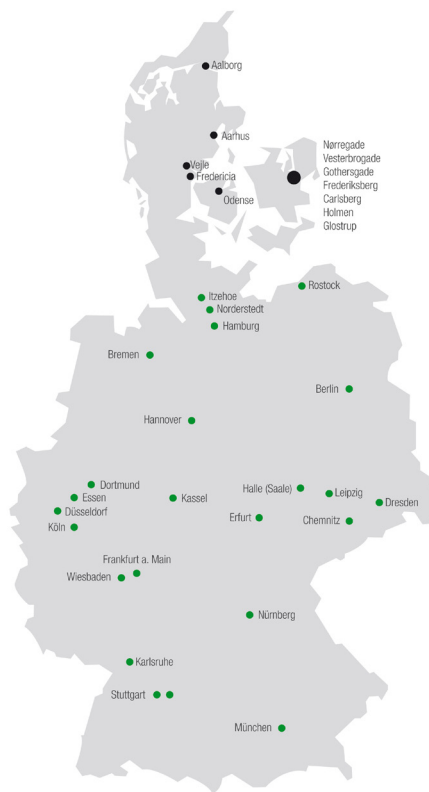 Aalborg
Aarhus
Nørregade
Vesterbrogade
Gothersgade
Frederiksberg
Carlsberg
Holmen
Glostrup
Vejle
Fredericia
Odense
Rostock
Itzehoe
Norderstedt
Hamburg
Bremen
Berlin
Hannover
Dortmund
Essen
Kassel
Halle (Saale)
Leipzig
Dresden
Düsseldorf
Köln
Erfurt
Chemnitz
Frankfurt a. Main
Wiesbaden
Nürnberg
Karlsruhe
Stuttgart
München